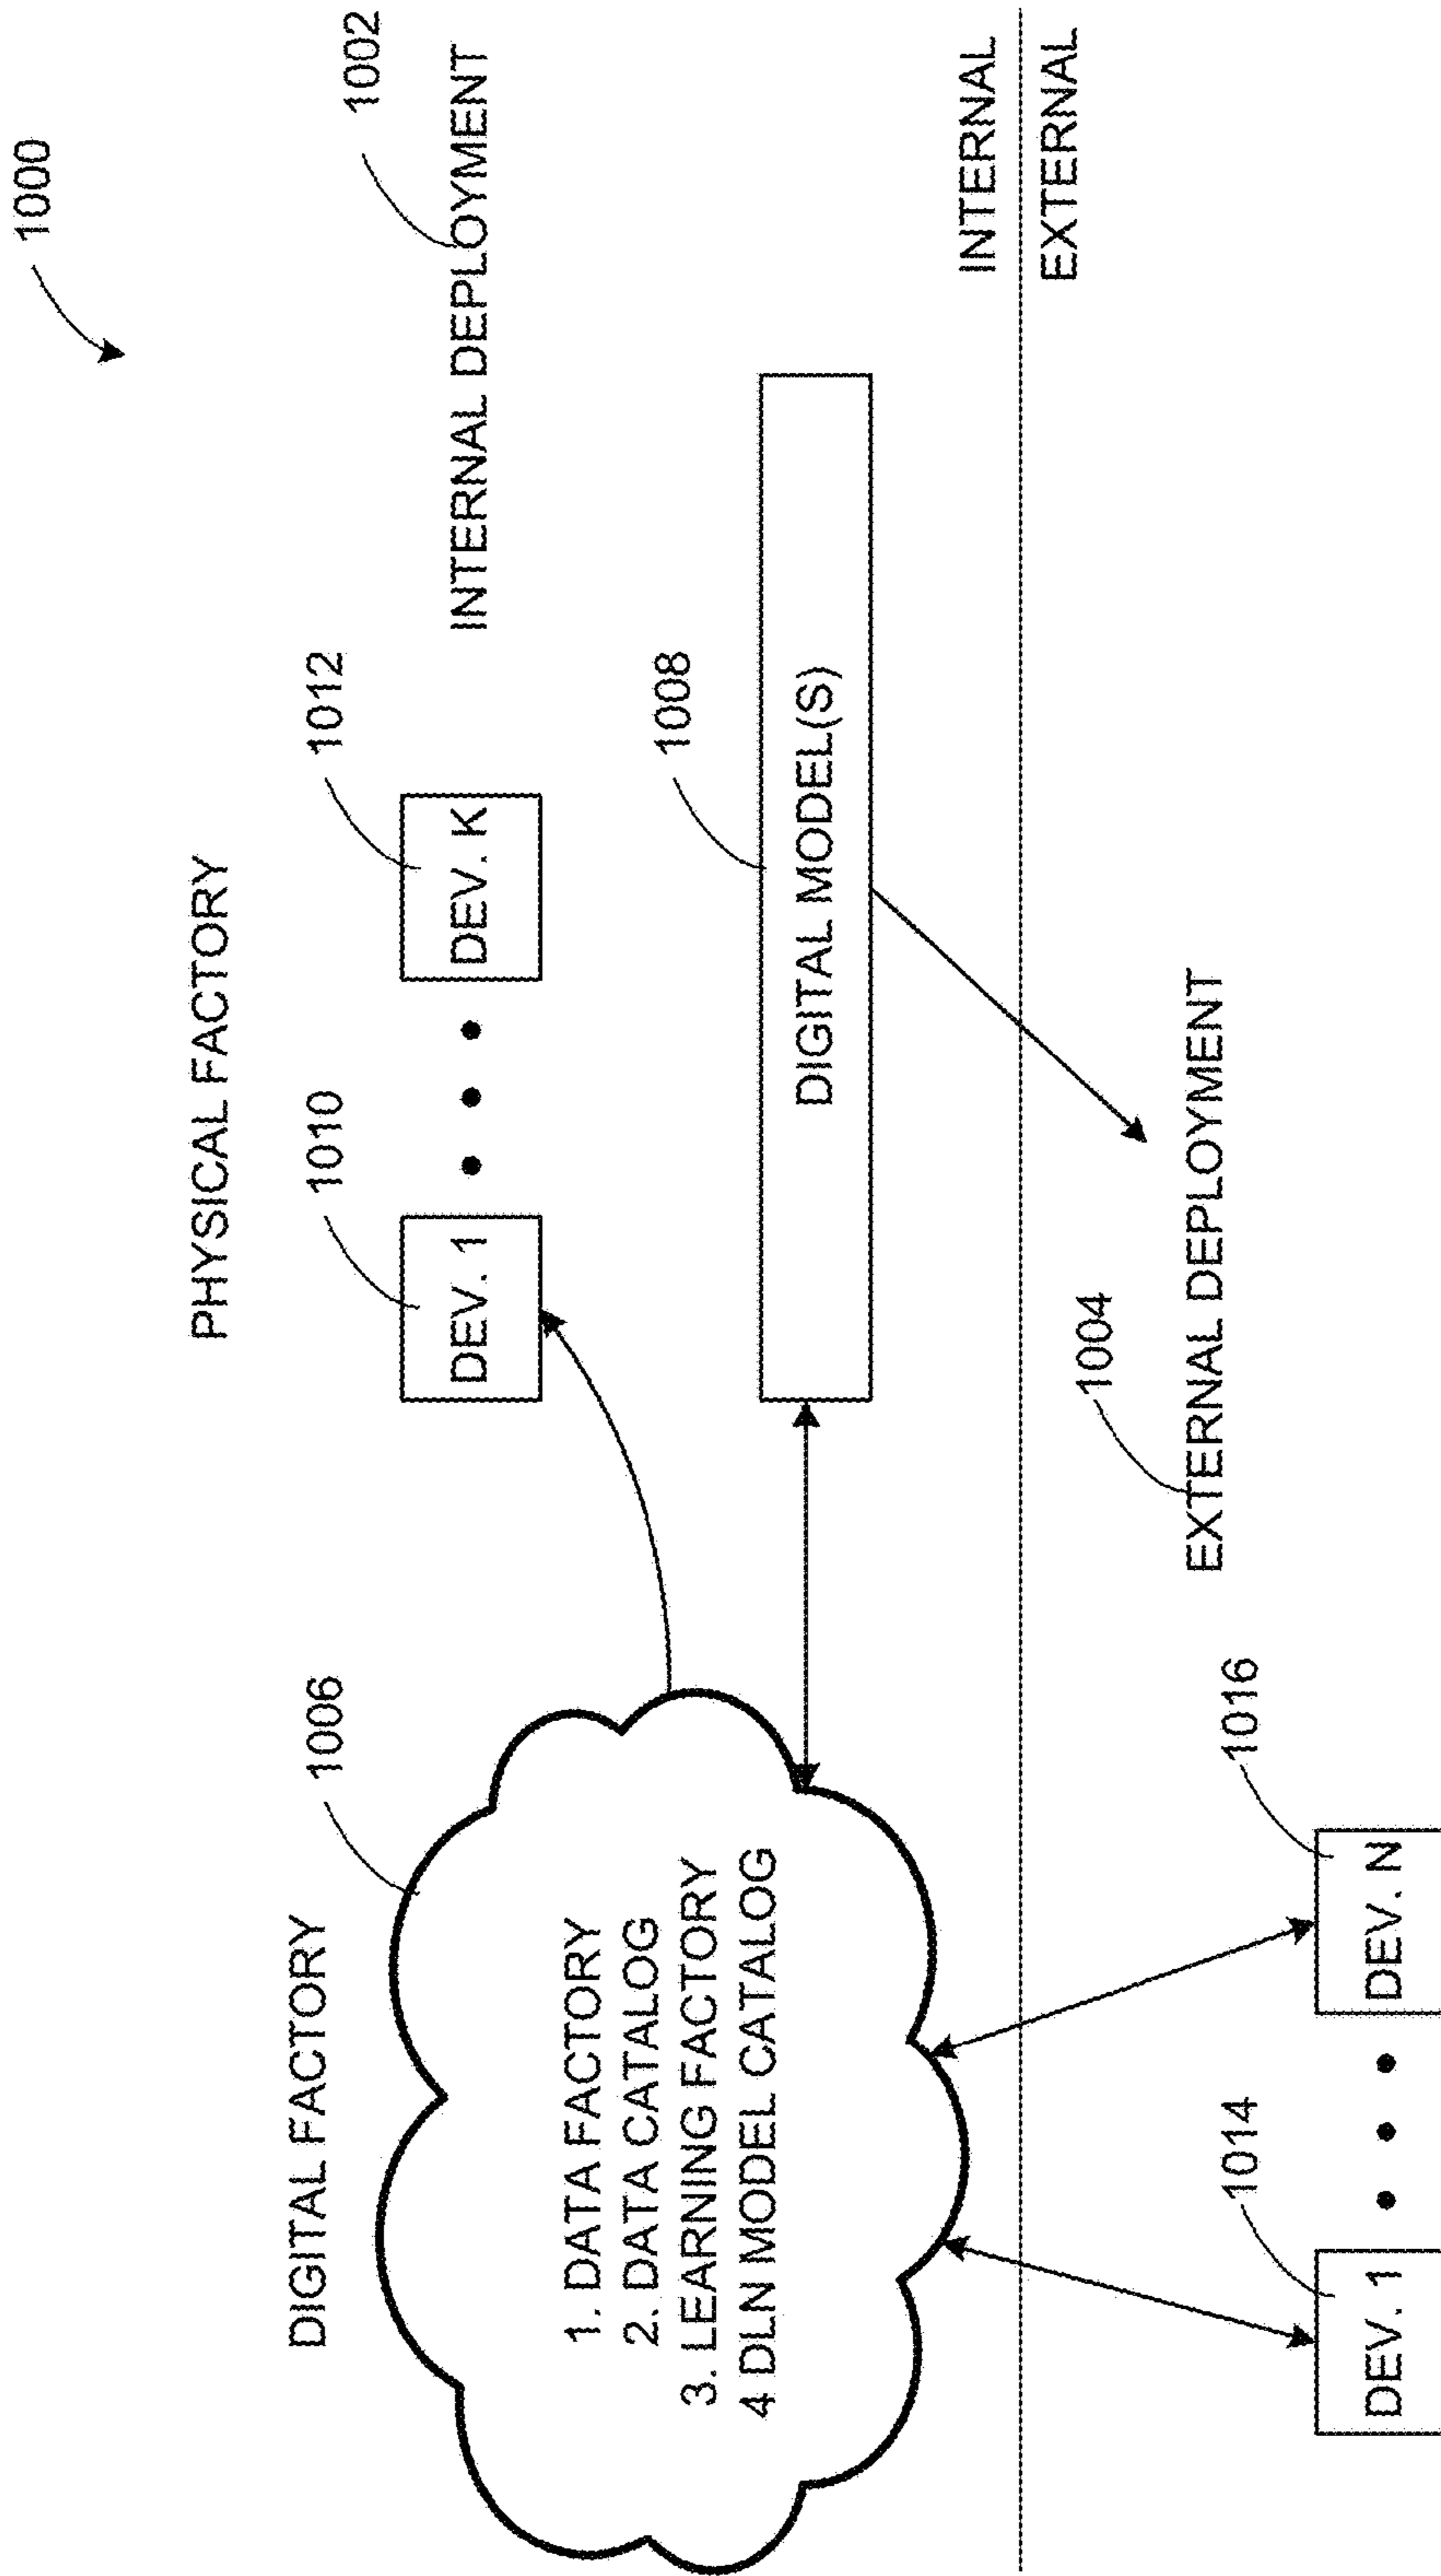 1000
PHYSICAL FACTORY
1002
DIGITAL FACTORY
1006
1010
1012
DEV. 1
DEV. K
INTERNAL DEPLOYMENT
1. DATA FACTORY
2. DATA CATALOG
3. LEARNING FACTORY
4 DLN MODEL CATALOG
1008
DIGITAL MODEL(S)
INTERNAL
EXTERNAL
1004
EXTERNAL DEPLOYMENT
1014
1016
DEV. 1
DEV. N